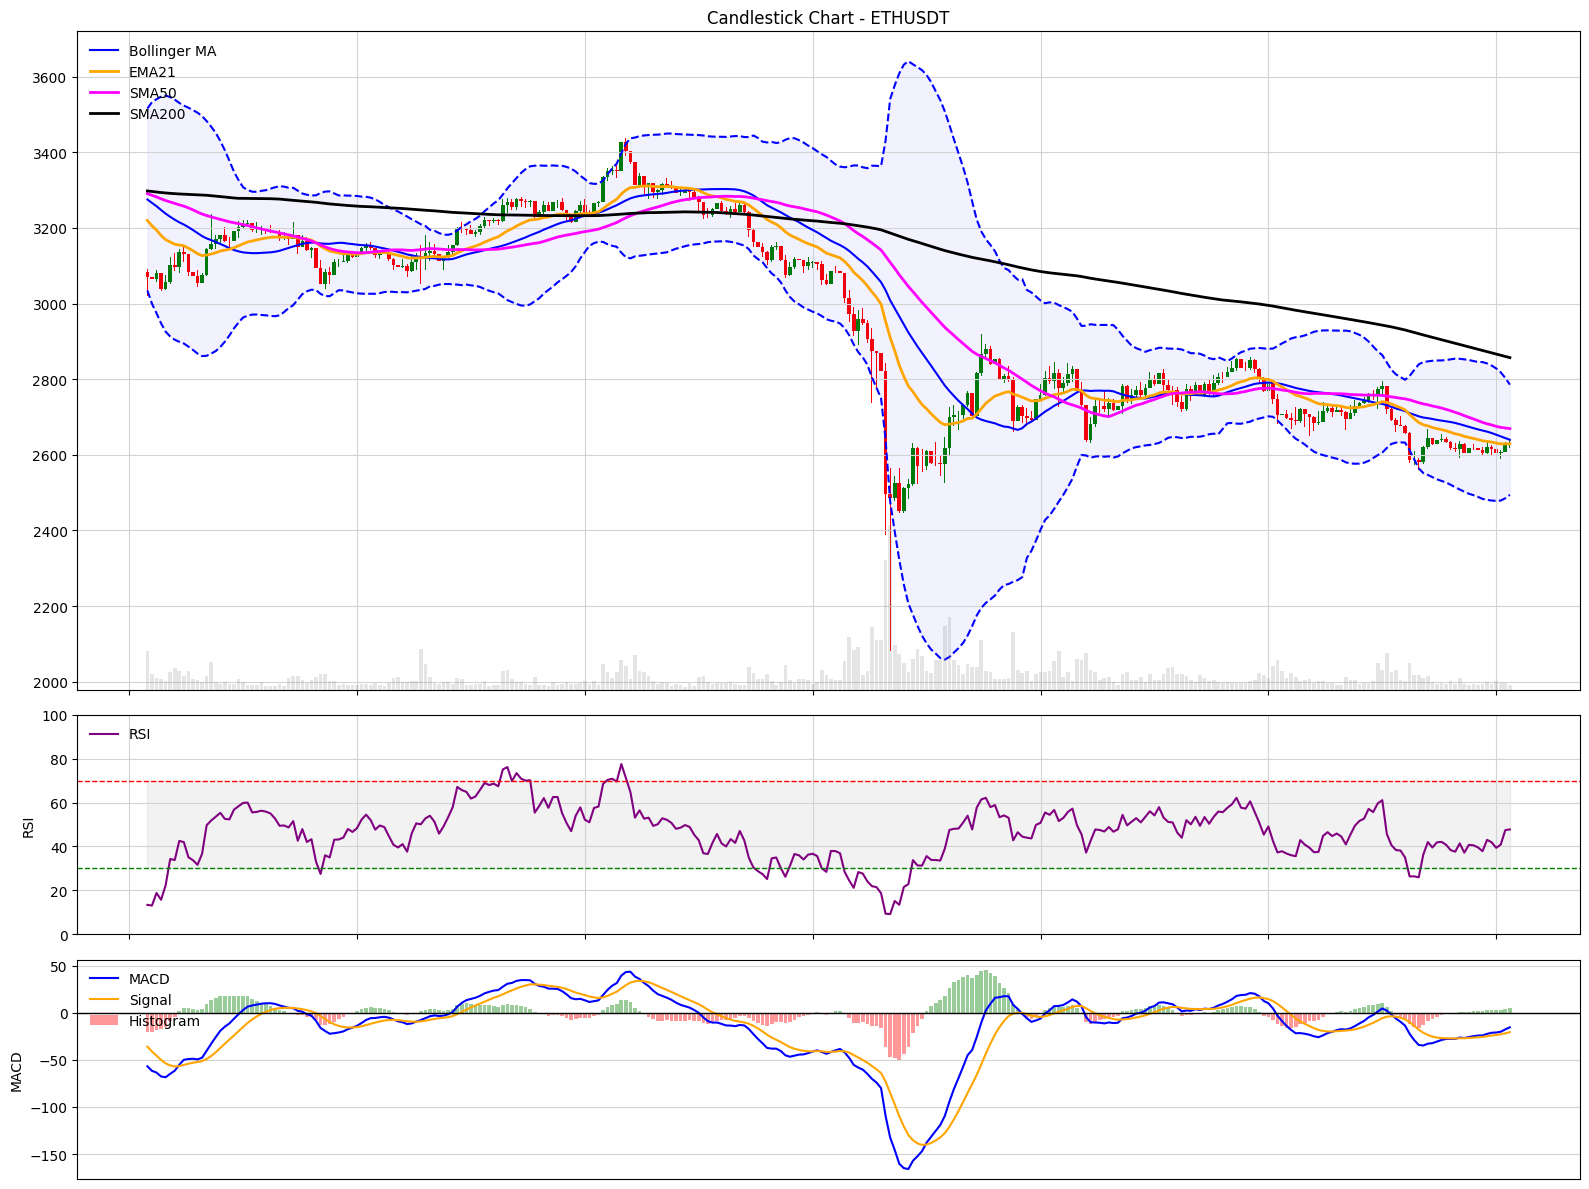 Candlestick Chart - ETHUSDT
Bollinger MA
EMA21
SMA50
SMA200
3600
3400
3200
3000
2800
2600
2400
2200
2000
RSI
100
80
60
40
20
0
RSI
MACD
Signal
Histogram
50
0
−50
−100
−150
MACD